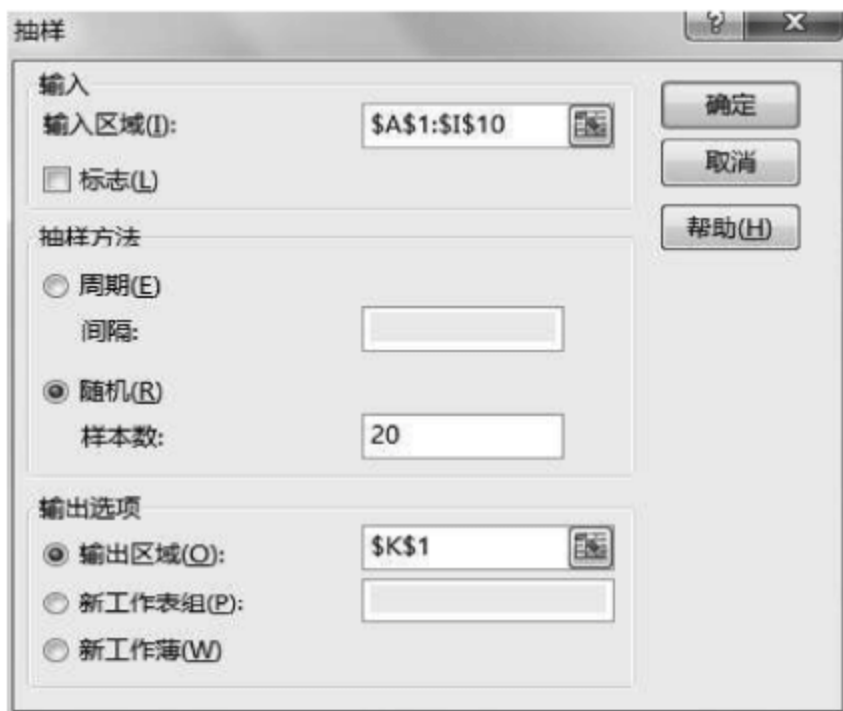 抽样
输入
输入区域(I):
$A$1:$I$10
标志(L)
抽样方法
周期(E)
间隔:
随机(R)
样本数:
20
输出选项
输出区域(O):
$K$1
新工作表组(P):
新工作薄(W)
确定
取消
帮助(H)